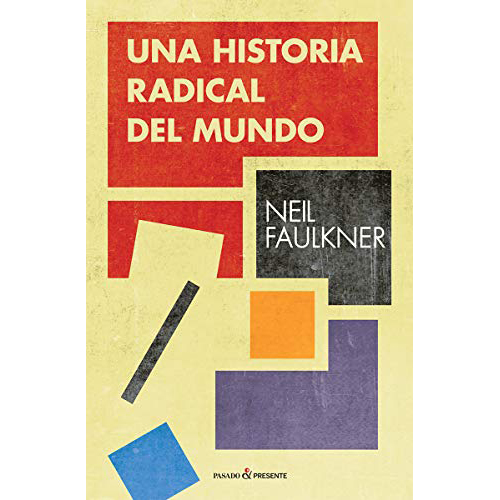 UNA HISTORIA
RADICAL
DEL MUNDO
NEIL
FAULKNER
PASADO & PRESENTE